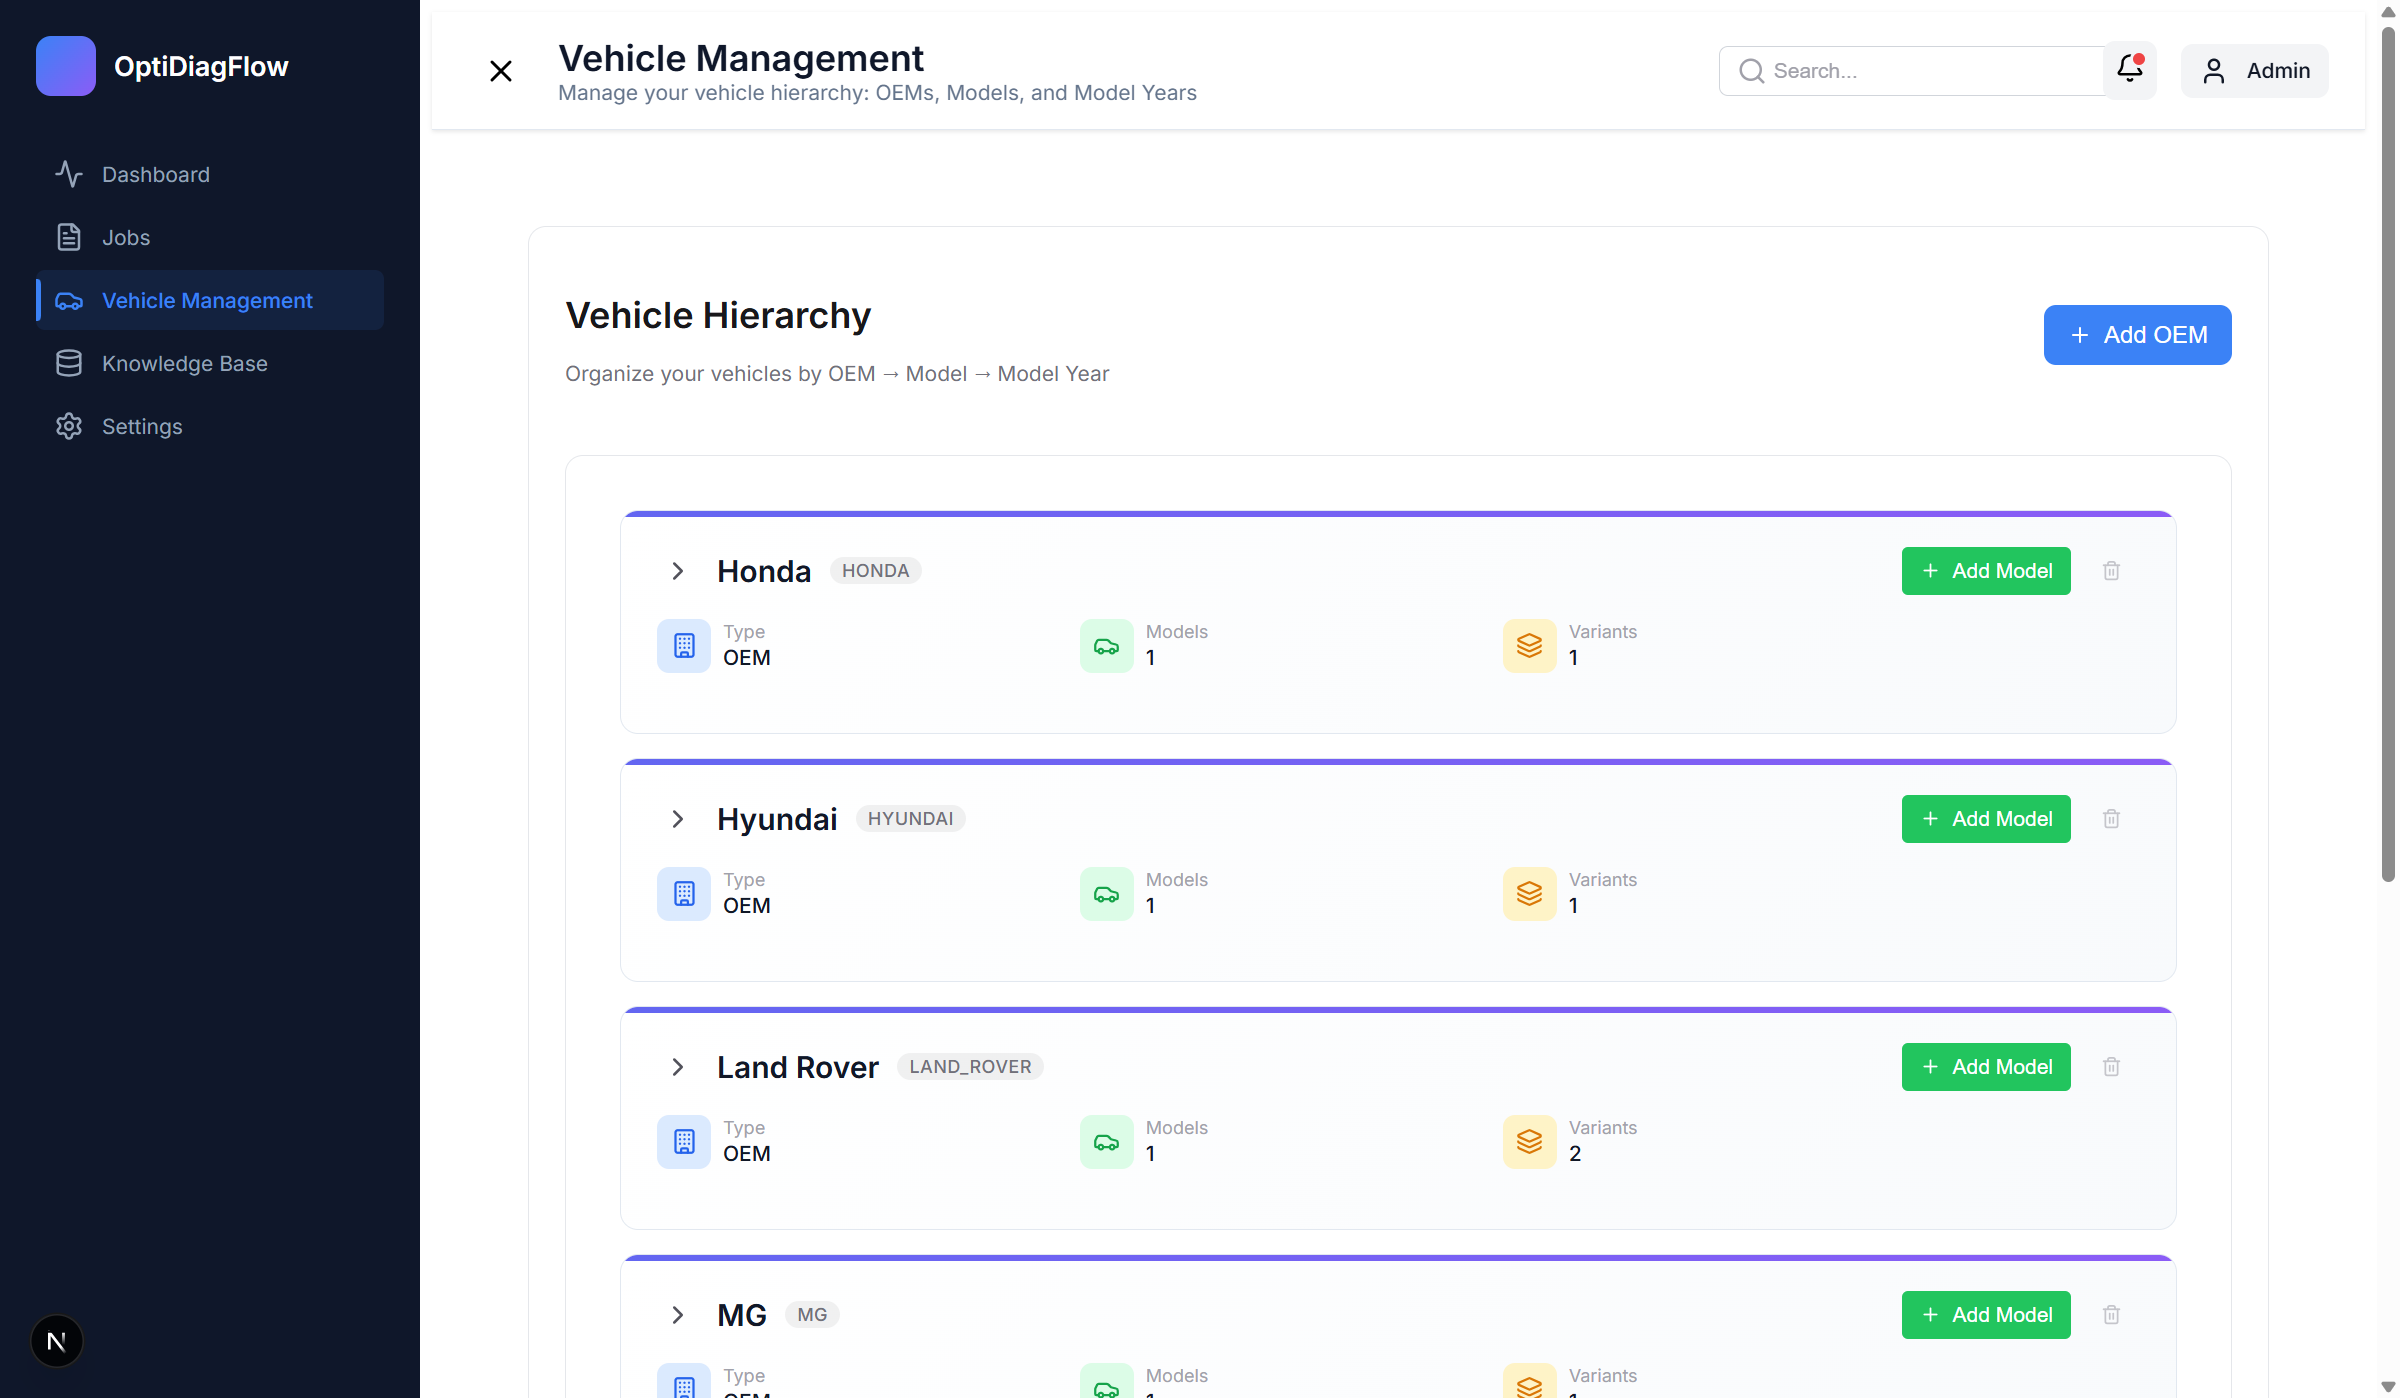 OptiDiagFlow
Dashboard
Jobs
Vehicle Management
Knowledge Base
Settings
N
Vehicle Management
Manage your vehicle hierarchy: OEMs, Models, and Model Years
Search...
Admin
Vehicle Hierarchy
Organize your vehicles by OEM → Model → Model Year
+ Add OEM
Honda HONDA
+ Add Model
Type
OEM
Models
1
Variants
1
Hyundai HYUNDAI
+ Add Model
Type
OEM
Models
1
Variants
1
Land Rover LAND_ROVER
+ Add Model
Type
OEM
Models
1
Variants
2
MG MG
+ Add Model
Type
OEM
Models
Variants